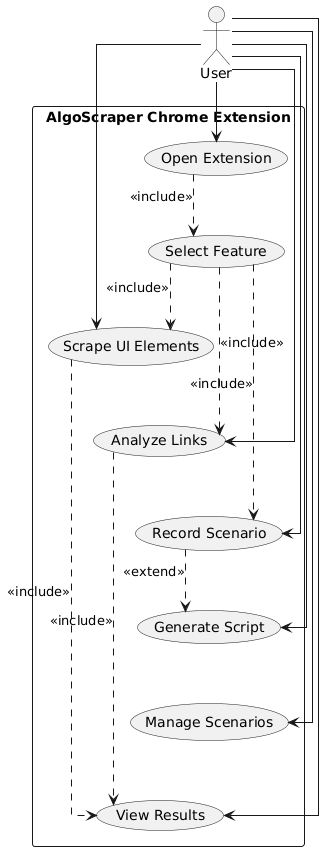 User
AlgoScraper Chrome Extension
Open Extension
«include»
Select Feature
«include»
Scrape UI Elements
«include»
«include»
Analyze Links
Record Scenario
«extend»
«include»
«include»
Generate Script
Manage Scenarios
View Results